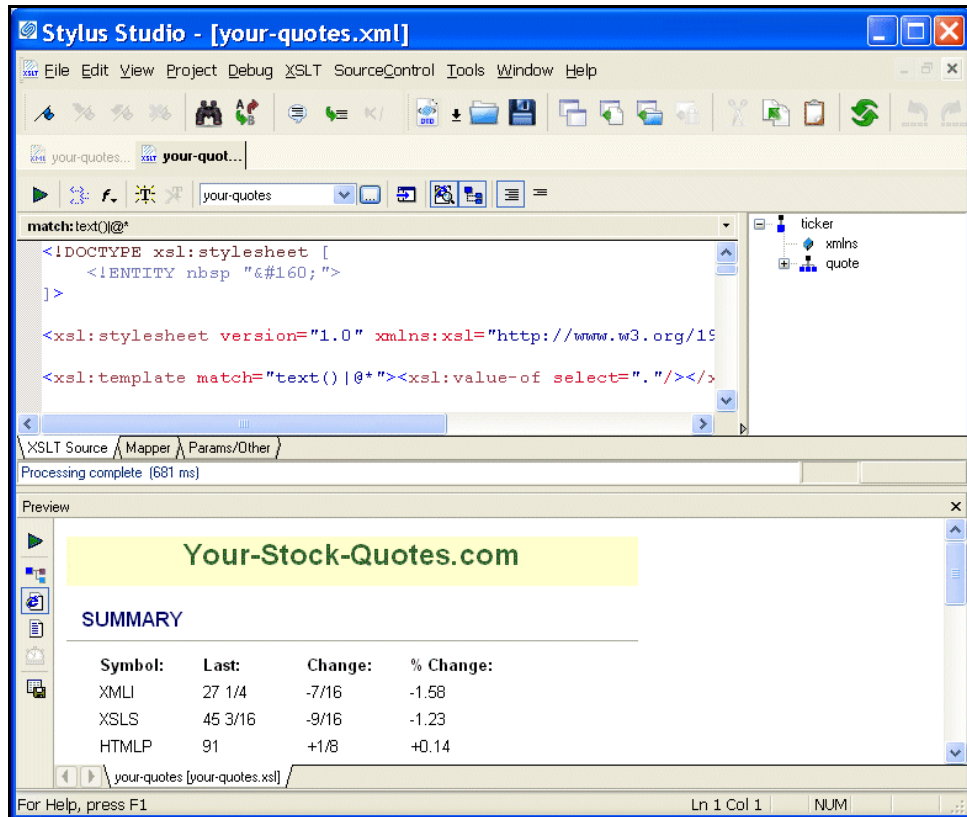 Stylus Studio - [your-quotes.xml]
File Edit View Project Debug XSLT SourceControl Tools Window Help
your-quotes... your-quot...
your-quotes
match:text()|@*
ticker
xmlns
quote
<!DOCTYPE xsl:stylesheet [
<!ENTITY nbsp "&#160;">
]>
<xsl:stylesheet version="1.0" xmlns:xsl="http://www.w3.org/19
<xsl:template match="text()|@*"><xsl:value-of select="."/></x
XSLT Source Mapper Params/Other
Processing complete (681 ms)
Preview
Your-Stock-Quotes.com
SUMMARY
Symbol: Last: Change: % Change:
XMLI 27 1/4 -7/16 -1.58
XSLS 45 3/16 -9/16 -1.23
HTMLP 91 +1/8 +0.14
your-quotes [your-quotes.xsl]
For Help, press F1 Ln 1 Col 1 NUM